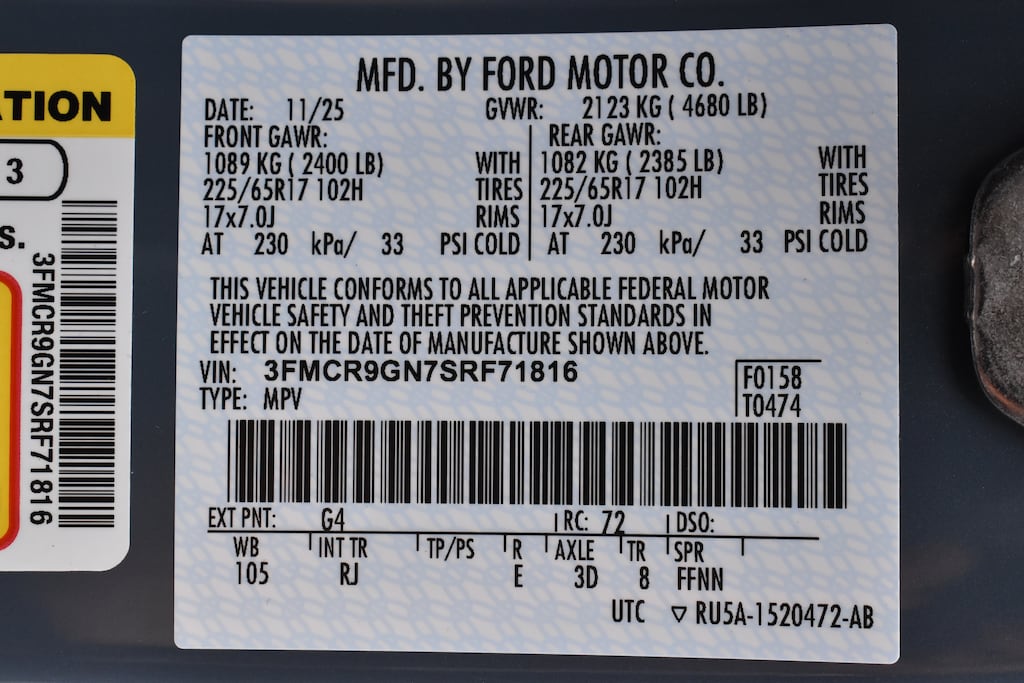 ATION
3
S.
3FMCR9GN7SRF71816
MFD. BY FORD MOTOR CO.
DATE: 11/25 GVWR: 2123 KG ( 4680 LB)
FRONT GAWR: REAR GAWR:
1089 KG ( 2400 LB) WITH 1082 KG ( 2385 LB) WITH
225/65R17 102H TIRES 225/65R17 102H TIRES
17x7.0J RIMS 17x7.0J RIMS
AT 230 kPa/ 33 PSI COLD AT 230 kPa/ 33 PSI COLD
THIS VEHICLE CONFORMS TO ALL APPLICABLE FEDERAL MOTOR
VEHICLE SAFETY AND THEFT PREVENTION STANDARDS IN
EFFECT ON THE DATE OF MANUFACTURE SHOWN ABOVE.
VIN: 3FMCR9GN7SRF71816 F0158
TYPE: MPV T0474
EXT PNT: G4 RC: 72 DSO:
WB INT TR TP/PS R AXLE TR SPR
105 RJ E 3D 8 FFNN
UTC ▽ RU5A-1520472-AB